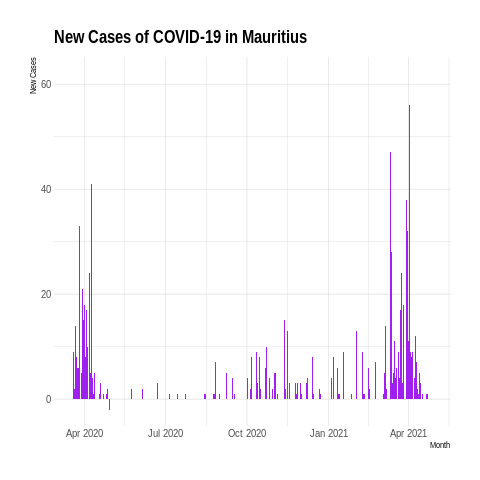 New Cases of COVID-19 in Mauritius
New Cases
60
40
20
0
Apr 2020 Jul 2020 Oct 2020 Jan 2021 Apr 2021
Month